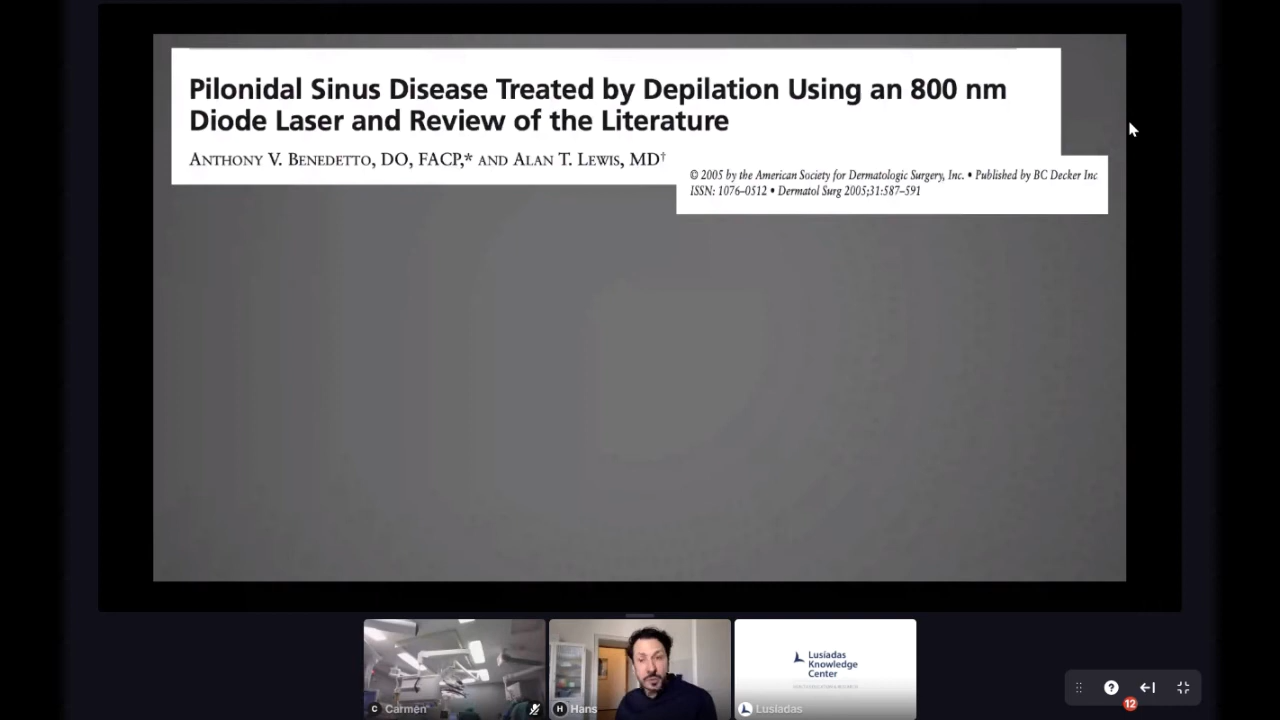 Pilonidal Sinus Disease Treated by Depilation Using an 800 nm
Diode Laser and Review of the Literature
ANTHONY V. BENEDETTO, DO, FACP,* AND ALAN T. LEWIS, MD†
© 2005 by the American Society for Dermatologic Surgery, Inc. • Published by BC Decker Inc
ISSN: 1076–0512 • Dermatol Surg 2005;31:587–591
Lusíadas
Knowledge
Center
C Carmen
H Hans
Lusíadas
12